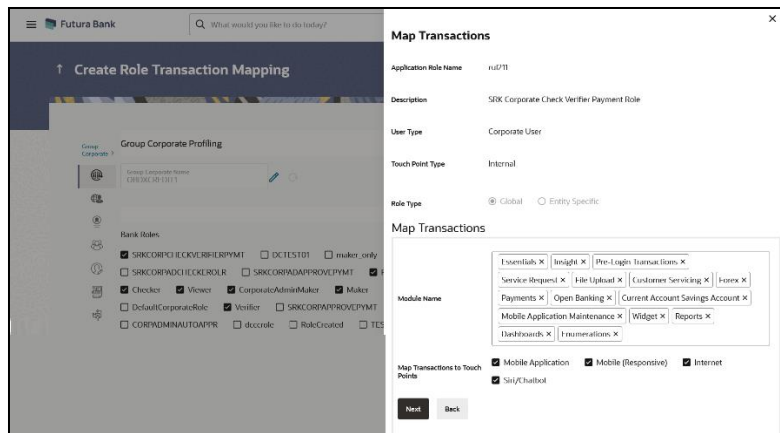 Futura Bank
What would you like to do today?
Create Role Transaction Mapping
Group Corporate >
Group Corporate Profiling
Group Corporate Name
Bank Roles
SRKCORPCHECKVERIFIERPYMT DCTEST01 maker_only
SRKCORPADCHECKEROLR SRKCORPADAPPROVEPYMT
Checker Viewer CorporateAdminMaker Maker
DefaultCorporateRole Verifier SRKCORPAPPROVEPYMT
CORPADMINAUTOAPPR dccrole RoleCreated TES
×
Map Transactions
Application Role Name
Description SRK Corporate Check Verifier Payment Role
User Type Corporate User
Touch Point Type Internal
Role Type Global Entity Specific
Map Transactions
Module Name
Essentials × Insight × Pre-Login Transactions ×
Service Request × File Upload × Customer Servicing × Forex ×
Payments × Open Banking × Current Account Savings Account ×
Mobile Application Maintenance × Widget × Reports ×
Dashboards × Enumerations ×
Map Transactions to Touch Points
Mobile Application Mobile (Responsive) Internet
Siri/Chatbot
Next Back